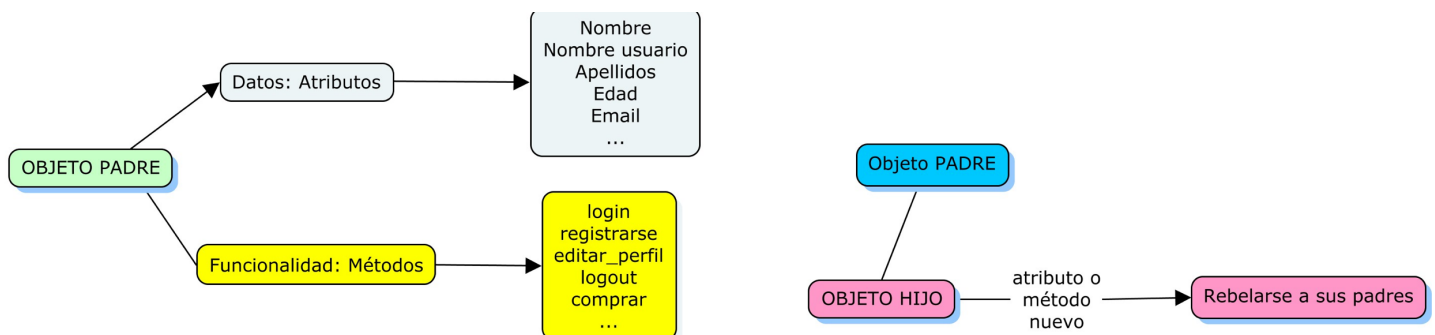 OBJETO PADRE
Datos: Atributos
Nombre
Nombre usuario
Apellidos
Edad
Email
...
Funcionalidad: Métodos
login
registrarse
editar_perfil
logout
comprar
...
Objeto PADRE
OBJETO HIJO
atributo o
método
nuevo
Rebelarse a sus padres